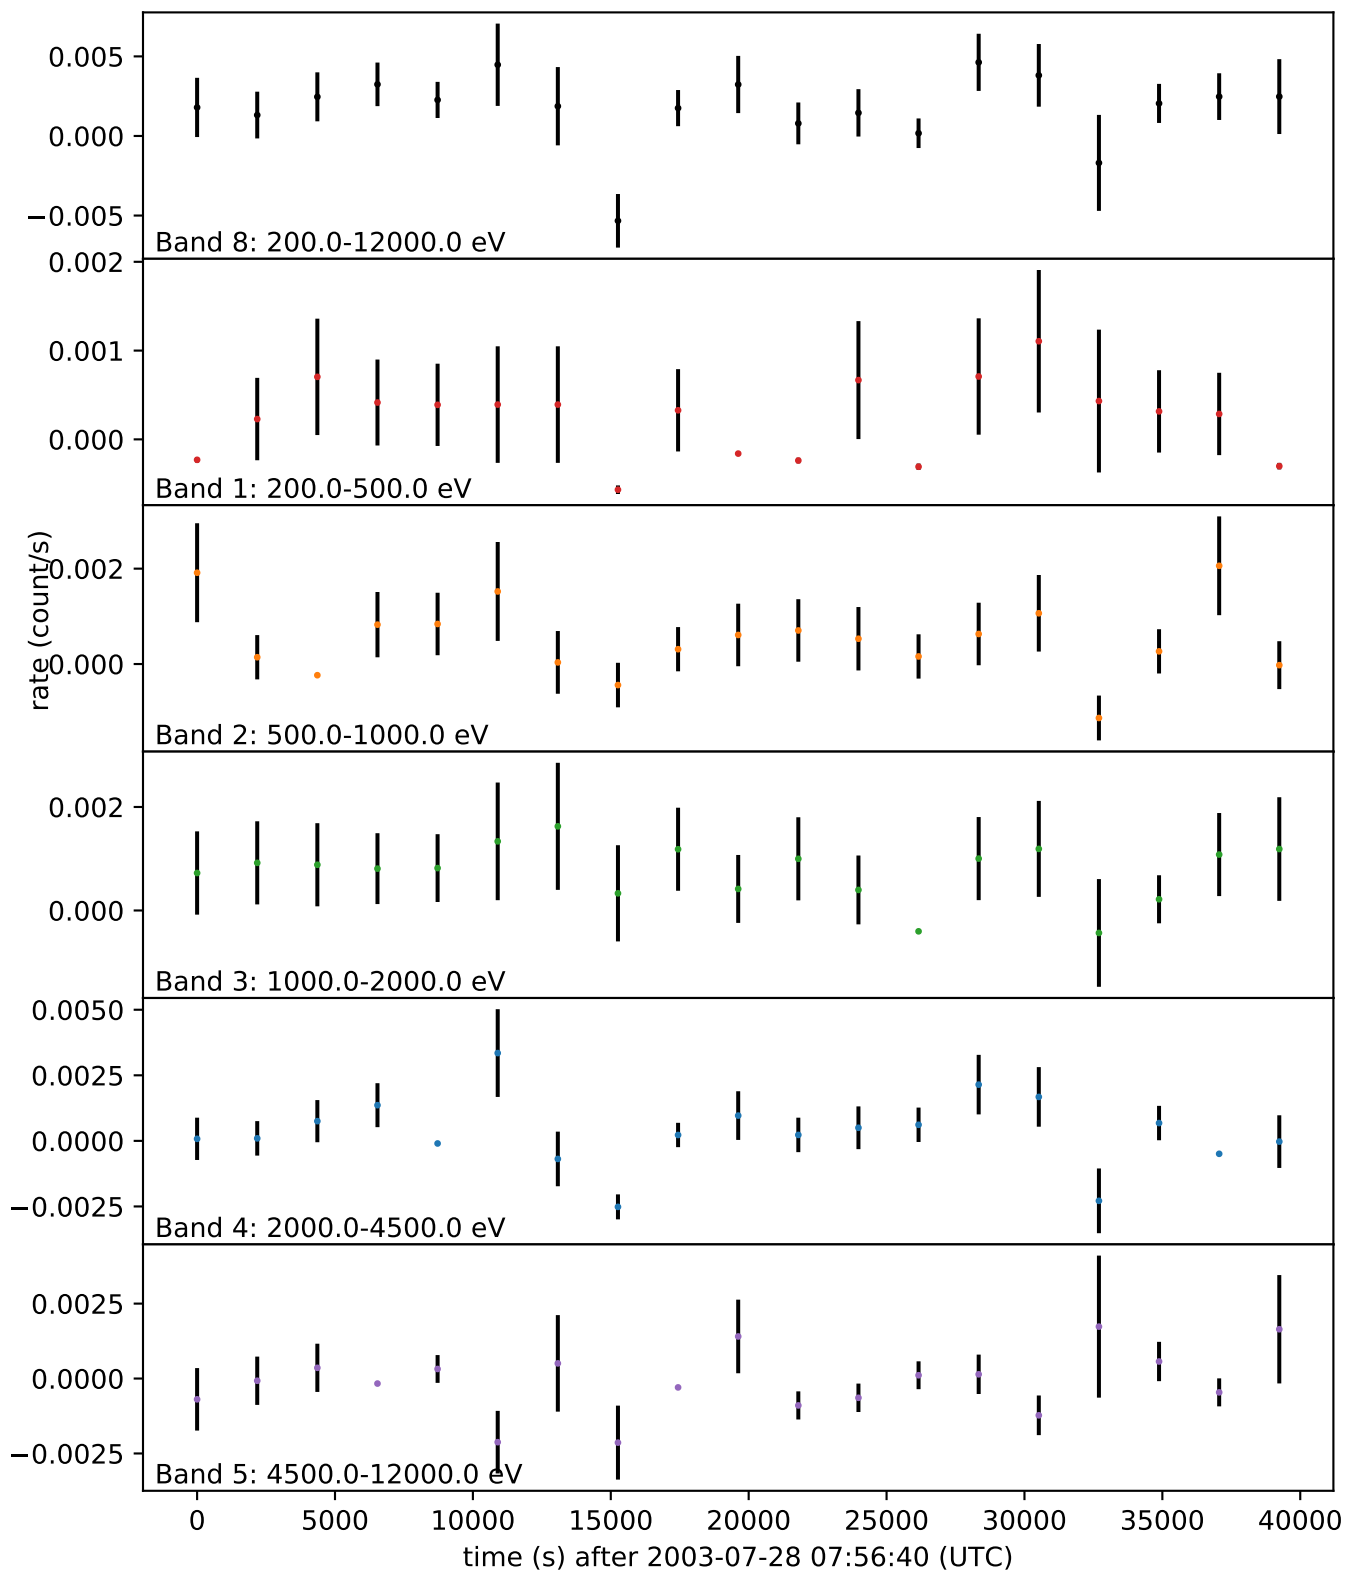 0.005
0.000
−0.005
Band 8: 200.0-12000.0 eV
0.002
0.001
0.000
Band 1: 200.0-500.0 eV
rate (count/s)
0.002
0.000
Band 2: 500.0-1000.0 eV
0.002
0.000
Band 3: 1000.0-2000.0 eV
0.0050
0.0025
0.0000
−0.0025
Band 4: 2000.0-4500.0 eV
0.0025
0.0000
−0.0025
Band 5: 4500.0-12000.0 eV
0 5000 10000 15000 20000 25000 30000 35000 40000
time (s) after 2003-07-28 07:56:40 (UTC)